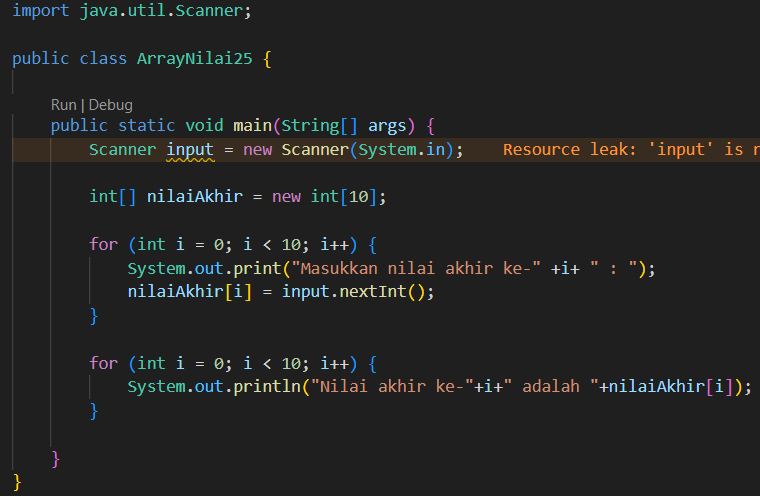 import java.util.Scanner;
public class ArrayNilai25 {
Run | Debug
public static void main(String[] args) {
Scanner input = new Scanner(System.in); Resource leak: 'input' is
int[] nilaiAkhir = new int[10];
for (int i = 0; i < 10; i++) {
System.out.print("Masukkan nilai akhir ke-" +i+ " : ");
nilaiAkhir[i] = input.nextInt();
}
for (int i = 0; i < 10; i++) {
System.out.println("Nilai akhir ke-"+i+" adalah "+nilaiAkhir[i]);
}
}
}